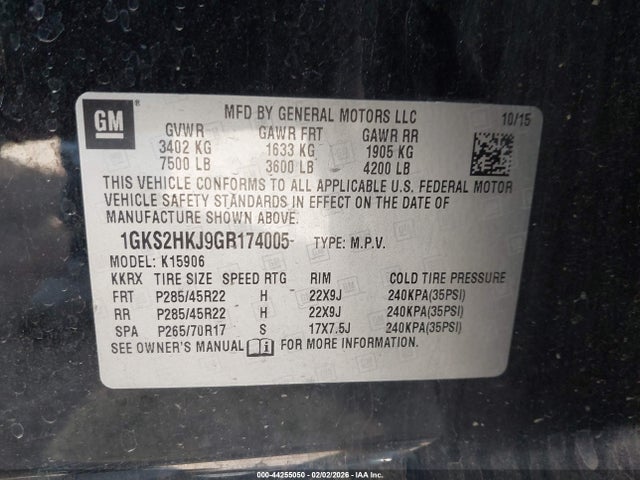 GM ®
MFD BY GENERAL MOTORS LLC 10/15
GVWR GAWR FRT GAWR RR
3402 KG 1633 KG 1905 KG
7500 LB 3600 LB 4200 LB
THIS VEHICLE CONFORMS TO ALL APPLICABLE U.S. FEDERAL MOTOR
VEHICLE SAFETY STANDARDS IN EFFECT ON THE DATE OF
MANUFACTURE SHOWN ABOVE.
1GKS2HKJ9GR174005 TYPE: M.P.V.
MODEL: K15906
KKRX TIRE SIZE SPEED RTG RIM COLD TIRE PRESSURE
FRT P285/45R22 H 22X9J 240KPA(35PSI)
RR P285/45R22 H 22X9J 240KPA(35PSI)
SPA P265/70R17 S 17X7.5J 240KPA(35PSI)
SEE OWNER'S MANUAL FOR MORE INFORMATION.
000-44255050 - 02/02/2026 - IAA Inc.